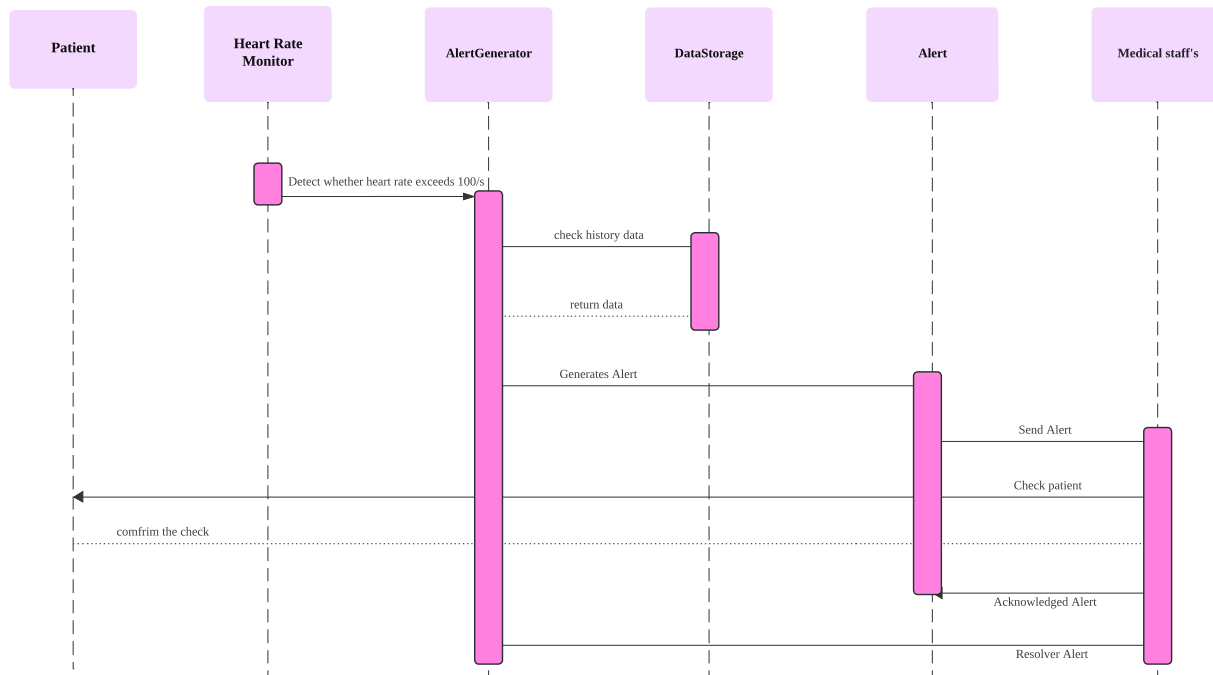 Patient
Heart Rate
Monitor
AlertGenerator
DataStorage
Alert
Medical staff's
Detect whether heart rate exceeds 100/s
check history data
return data
Generates Alert
Send Alert
Check patient
comfrim the check
Acknowledged Alert
Resolver Alert